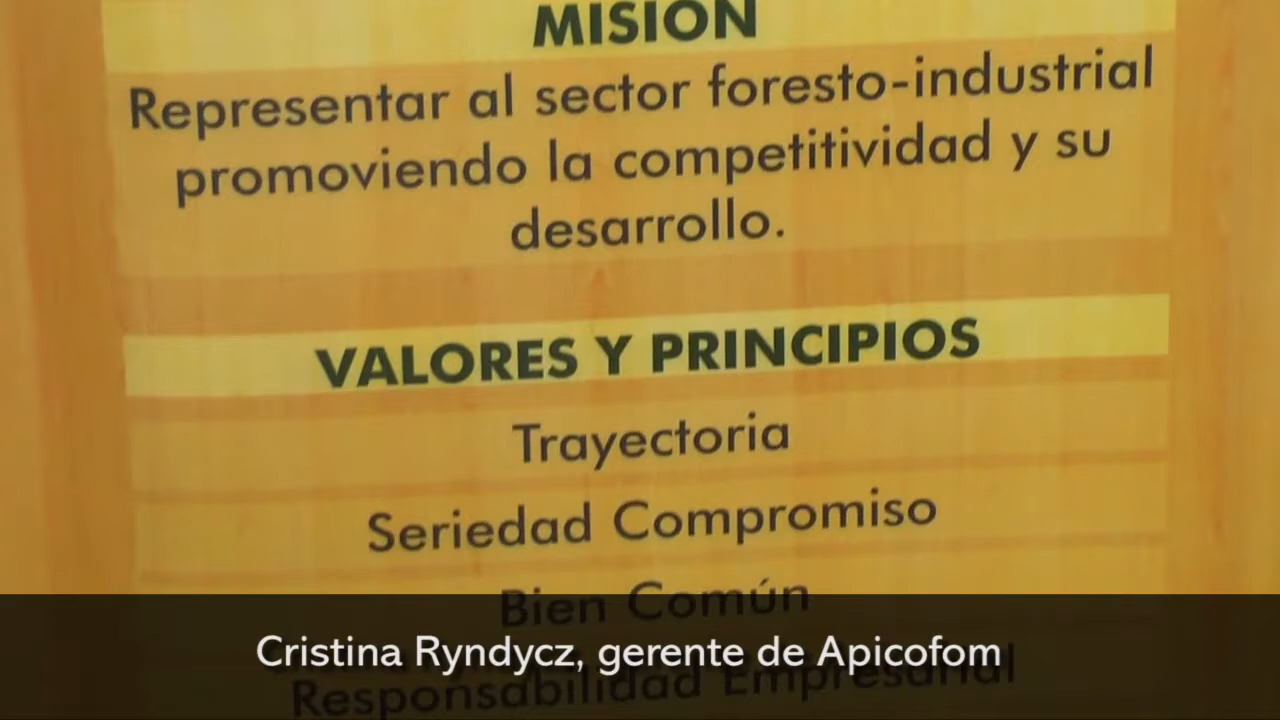 MISIÓN
Representar al sector foresto-industrial
promoviendo la competitividad y su
desarrollo.
VALORES Y PRINCIPIOS
Trayectoria
Seriedad Compromiso
Bien Común
Cristina Ryndycz, gerente de Apicofom
Responsabilidad Empresarial